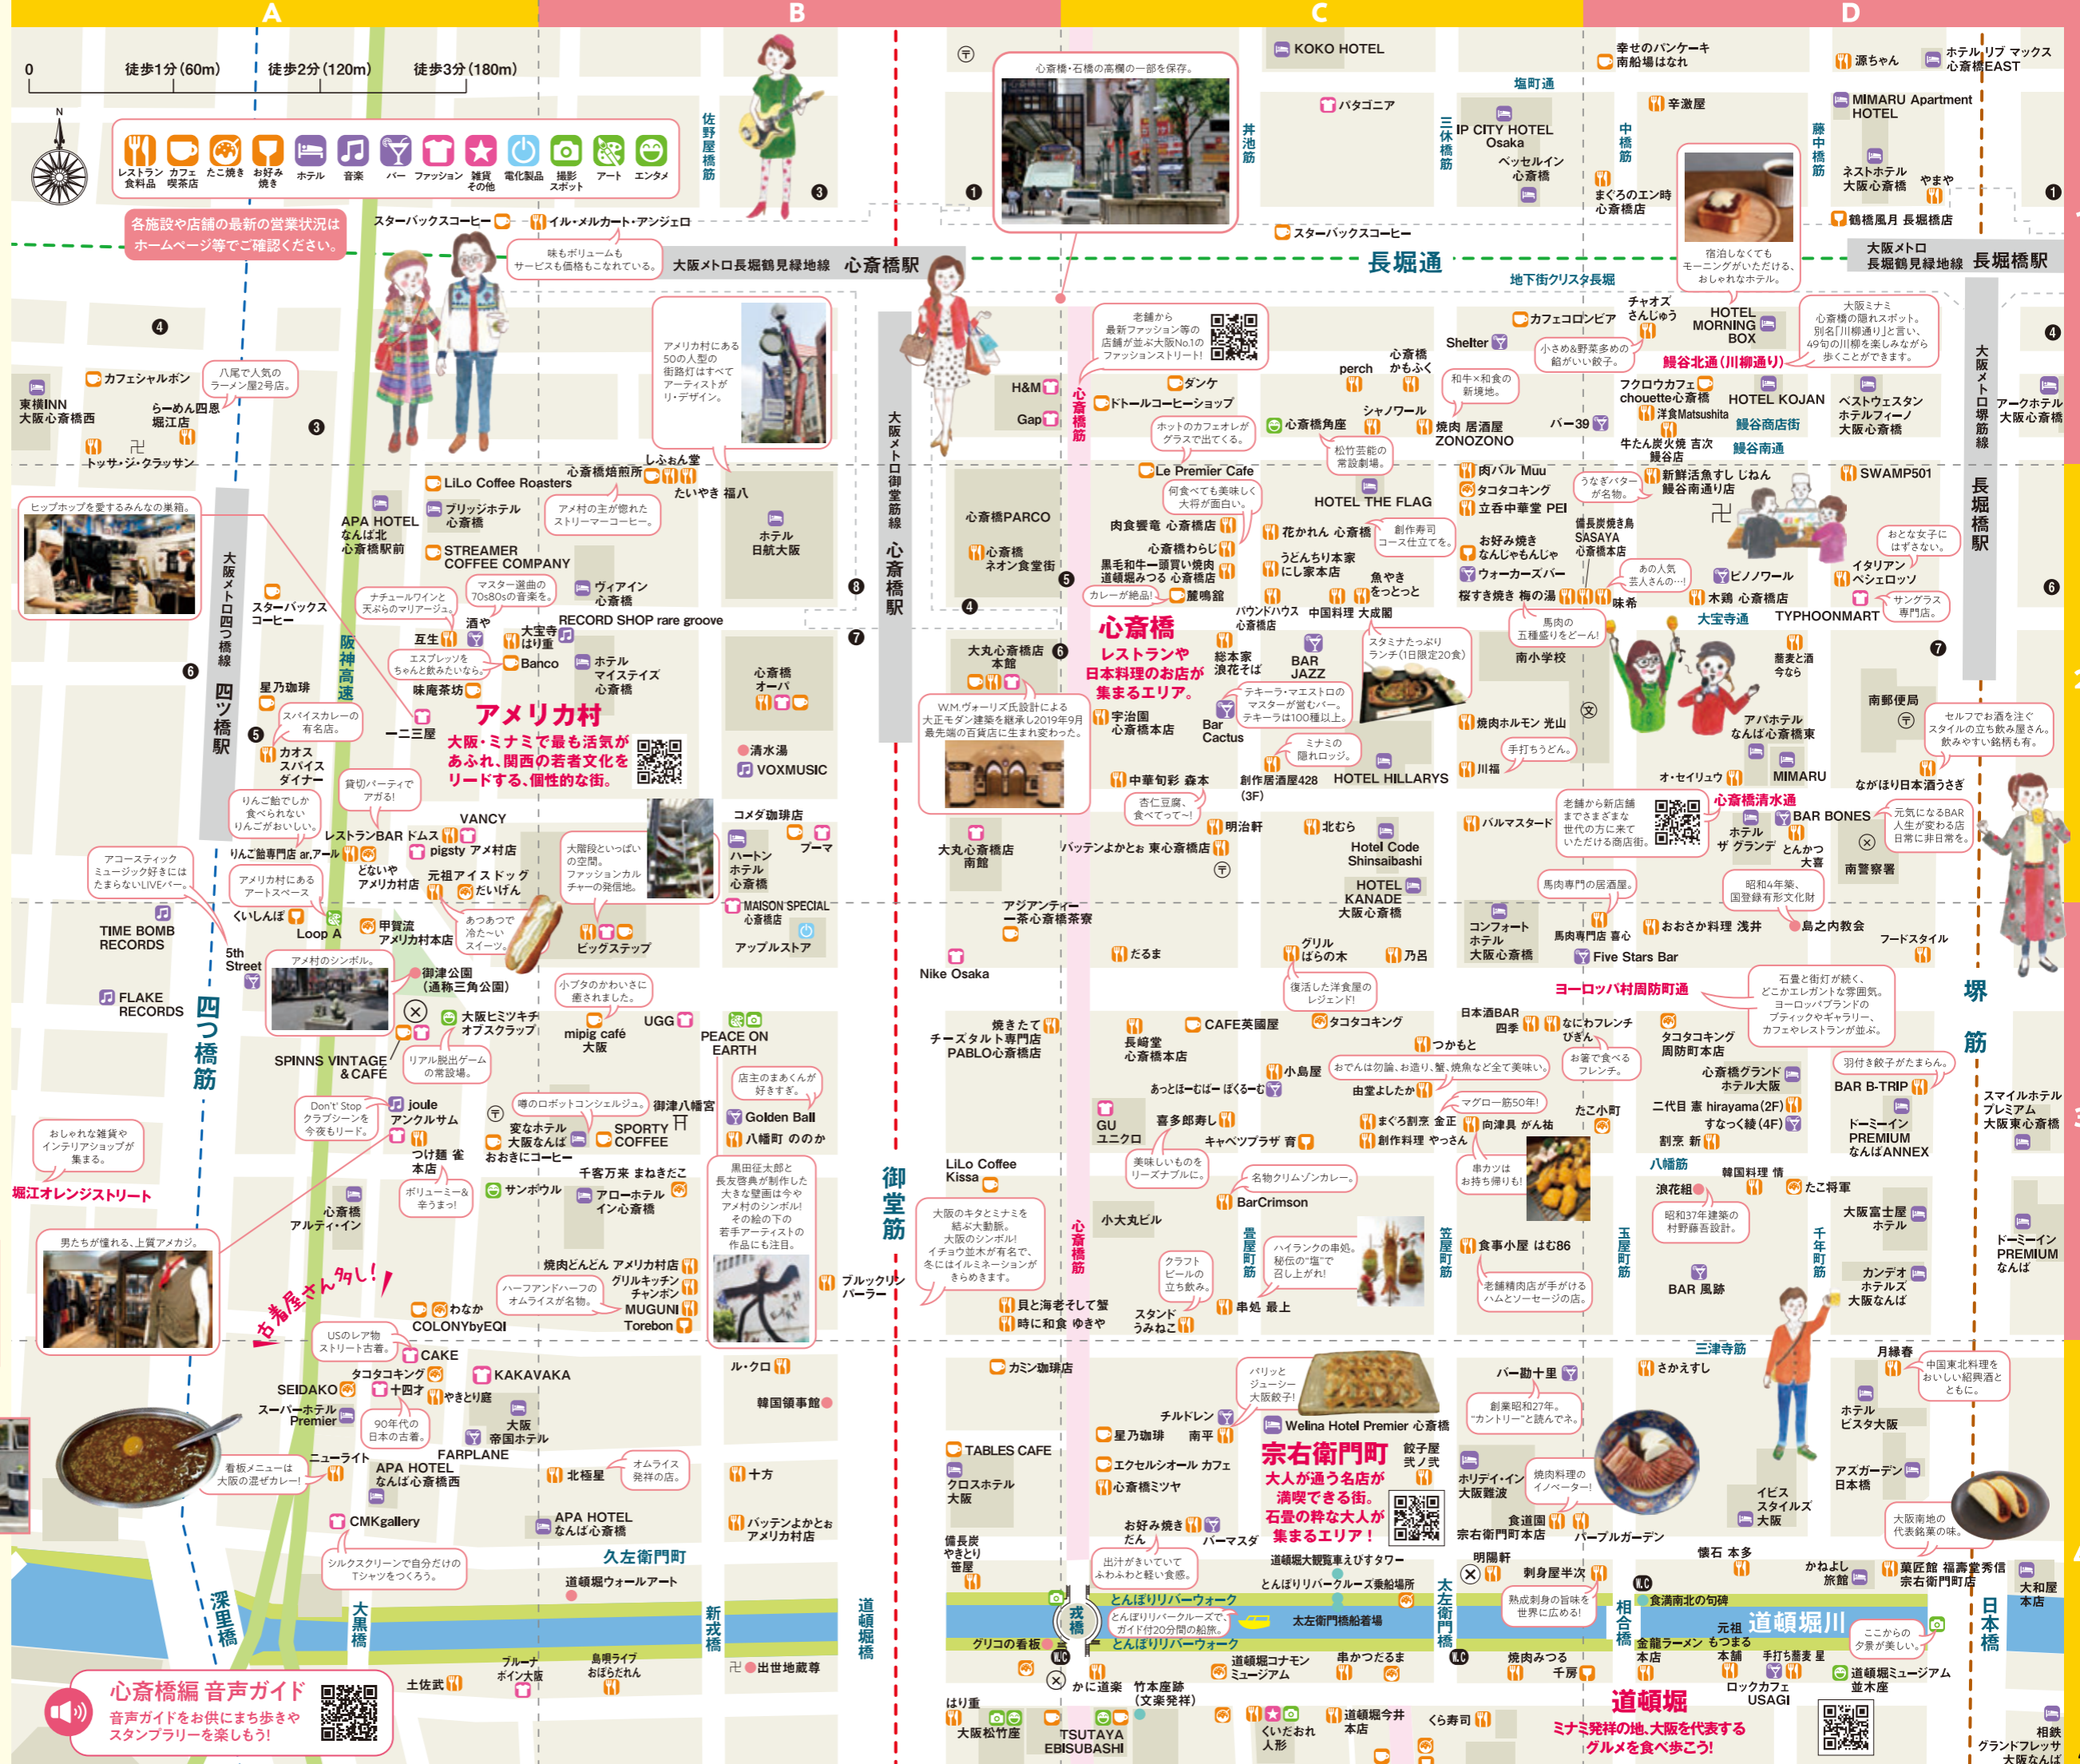 A
B
C
D
0
徒歩1分(60m)
徒歩2分(120m)
徒歩3分(180m)
N
レストラン
食料品
カフェ
喫茶店
たこ焼き
お好み
焼き
ホテル
音楽
バー
ファッション
雑貨
その他
電化製品
撮影
スポット
アート
エンタメ
各施設や店舗の最新の営業状況は
ホームページ等でご確認ください。
佐野屋橋筋
スターバックスコーヒー
イル・メルカート・アンジェロ
味もボリュームも
サービスも価格もこなれている。
大阪メトロ長堀鶴見緑地線 心斎橋駅
心斎橋・石橋の高欄の一部を保存。
KOKO HOTEL
パタゴニア
丼池筋
三休橋筋
塩町通
IP CITY HOTEL
Osaka
ベッセルイン
心斎橋
スターバックスコーヒー
長堀通
地下街クリスタ長堀
幸せのパンケーキ
南船場はなれ
辛激屋
中橋筋
まぐろのエン時
心斎橋店
藤中橋筋
源ちゃん
ホテル リブ マックス
心斎橋EAST
MIMARU Apartment
HOTEL
ネストホテル
大阪心斎橋
やまや
鶴橋風月 長堀橋店
大阪メトロ
長堀鶴見緑地線 長堀橋駅
宿泊しなくても
モーニングがいただける、
おしゃれなホテル。
東横INN
大阪心斎橋西
カフェシャルボン
八尾で人気の
ラーメン屋2号店。
らーめん四恩
堀江店
トッサ・ジ・クラッサン
アメリカ村にある
50の人型の
街路灯はすべて
アーティストが
リ・デザイン。
大阪メトロ御堂筋線 心斎橋駅
老舗から
最新ファッション等の
店舗が並ぶ大阪No.1の
ファッションストリート!
H&M
Gap
心斎橋筋
ダンケ
ドトールコーヒーショップ
ホットのカフェオレが
グラスで出てくる。
Le Premier Cafe
心斎橋角座
松竹芸能の
常設劇場。
perch
心斎橋
かもふく
シャノワール
和牛×和食の
新境地。
焼肉 居酒屋
ZONOZONO
Shelter
カフェコロンビア
小さめ&野菜多めの
餡がいい餃子。
チャオズ
さんじゅう
HOTEL
MORNING
BOX
鰻谷北通(川柳通り)
大阪ミナミ
心斎橋の隠れスポット。
別名「川柳通り」と言い、
49句の川柳を楽しみながら
歩くことができます。
フクロウカフェ
chouette心斎橋
HOTEL KOJAN
洋食Matsushita
鰻谷商店街
バー39
牛たん炭火焼 吉次
鰻谷店
鰻谷南通
ベストウェスタン
ホテルフィーノ
大阪心斎橋
アークホテル
大阪心斎橋
大阪メトロ堺筋線 長堀橋駅
ヒップホップを愛するみんなの巣箱。
大阪メトロ四つ橋線 四ツ橋駅
スターバックス
コーヒー
星乃珈琲
スパイスカレーの
有名店。
カオス
スパイス
ダイナー
APA HOTEL
なんば北
心斎橋駅前
LiLo Coffee Roasters
ブリッジホテル
心斎橋
STREAMER
COFFEE COMPANY
心斎橋焙煎所
しふぉん堂
たいやき 福八
アメ村の主が惚れた
ストリーマーコーヒー。
ナチュールワインと
天ぷらのマリアージュ。
マスター選曲の
70s80sの音楽を。
ヴィアイン
心斎橋
RECORD SHOP rare groove
互生
酒や
大宝寺
はり重
エスプレッソを
ちゃんと飲みたいなら。
Banco
味庵茶坊
ホテル
マイステイズ
心斎橋
阪神高速
一二三屋
アメリカ村
大阪・ミナミで最も活気が
あふれ、関西の若者文化を
リードする、個性的な街。
ホテル
日航大阪
心斎橋
オーパ
清水湯
VOXMUSIC
心斎橋PARCO
心斎橋
ネオン食堂街
大丸心斎橋店
本館
W.M.ヴォーリズ氏設計による
大正モダン建築を継承し2019年9月
最先端の百貨店に生まれ変わった。
何食べても美味しく
大将が面白い。
肉食饗竜 心斎橋店
心斎橋わらじ
黒毛和牛一頭買い焼肉
道頓堀みつる 心斎橋店
カレーが絶品!
麓鳴舘
HOTEL THE FLAG
花かれん 心斎橋
創作寿司
コース仕立てを。
うどんちり本家
にし家本店
魚やき
をっとっと
パウンドハウス
心斎橋店
中国料理 大成閣
心斎橋
レストランや
日本料理のお店が
集まるエリア。
総本家
浪花そば
BAR
JAZZ
スタミナたっぷり
ランチ(1日限定20食)
テキーラ・マエストロの
マスターが営むバー。
テキーラは100種以上。
宇治園
心斎橋本店
Bar
Cactus
ミナミの
隠れロッジ。
中華旬彩 森本
創作居酒屋428
(3F)
HOTEL HILLARYS
杏仁豆腐、
食べてって〜!
肉バル Muu
タコタコキング
立呑中華堂 PEI
お好み焼き
なんじゃもんじゃ
ウォーカーズバー
備長炭焼き鳥
SASAYA
心斎橋本店
うなぎバター
が名物。
新鮮活魚すし じねん
鰻谷南通り店
SWAMP501
おとな女子に
はずさない。
イタリアン
ペシェロッソ
あの人気
芸人さんの…!
ピノノワール
桜すき焼き 梅の湯
味希
木鶏 心斎橋店
サングラス
専門店。
TYPHOONMART
馬肉の
五種盛りをどーん!
大宝寺通
南小学校
蕎麦と酒
今なら
南郵便局
焼肉ホルモン 光山
手打ちうどん。
川福
アパホテル
なんば心斎橋東
セルフでお酒を注ぐ
スタイルの立ち飲み屋さん。
飲みやすい銘柄も有。
オ・セイリュウ
MIMARU
ながほり日本酒うさぎ
りんご飴でしか
食べられない
りんごがおいしい。
貸切パーティで
アガる!
レストランBAR ドムス
VANCY
りんご飴専門店 ar.アール
pigsty アメ村店
どないや
アメリカ村店
元祖アイスドッグ
だいげん
アコースティック
ミュージック好きには
たまらないLIVEバー。
アメリカ村にある
アートスペース
くいしんぼ
Loop A
甲賀流
アメリカ村本店
あつあつで
冷た〜い
スイーツ。
大階段といっぱい
の空間。
ファッションカル
チャーの発信地。
ビッグステップ
コメダ珈琲店
ハートン
ホテル
心斎橋
プーマ
MAISON SPECIAL
心斎橋店
アップルストア
大丸心斎橋店
南館
明治軒
バッテンよかとぉ 東心斎橋店
北むら
Hotel Code
Shinsaibashi
HOTEL
KANADE
大阪心斎橋
バルマスタード
老舗から新店舗
までさまざまな
世代の方に来て
いただける商店街。
心斎橋清水通
BAR BONES
ホテル
ザ グランデ
とんかつ
大喜
元気になるBAR
人生が変わる店
日常に非日常を。
南警察署
馬肉専門の居酒屋。
昭和4年築、
国登録有形文化財
TIME BOMB
RECORDS
5th
Street
アメ村のシンボル。
御津公園
(通称三角公園)
FLAKE
RECORDS
四つ橋筋
大阪ヒミツキチ
オブスクラップ
SPINNS VINTAGE
&CAFE
リアル脱出ゲーム
の常設場。
小ブタのかわいさに
癒されました。
mipig café
大阪
UGG
PEACE ON
EARTH
店主のまあくんが
好きすぎ。
Nike Osaka
アジアンティー
一茶心斎橋茶寮
だるま
グリル
ばらの木
乃呂
復活した洋食屋の
レジェンド!
コンフォート
ホテル
大阪心斎橋
馬肉専門店 喜心
おおさか料理 浅井
島之内教会
Five Stars Bar
フードスタイル
ヨーロッパ村周防町通
石畳と街灯が続く、
どこかエレガントな雰囲気。
ヨーロッパブランドの
ブティックやギャラリー、
カフェやレストランが並ぶ。
堺筋
焼きたて
チーズタルト専門店
PABLO心斎橋店
長﨑堂
心斎橋本店
CAFE英國屋
タコタコキング
日本酒BAR
四季
なにわフレンチ
びぎん
タコタコキング
周防町本店
つかもと
お箸で食べる
フレンチ。
小島屋
おでんは勿論、お造り、蟹、焼魚など全て美味い。
あっとほーむばー ぼくるーむ
由堂よしたか
心斎橋グランド
ホテル大阪
羽付き餃子がたまらん。
BAR B-TRIP
Don't' Stop
クラブシーンを
今夜もリード。
joule
アンクルサム
噂のロボットコンシェルジュ。
御津八幡宮
Golden Ball
変なホテル
大阪なんば
SPORTY
COFFEE
おおきにコーヒー
八幡町 ののか
つけ麺 雀
本店
ボリューミー&
辛うまっ!
千客万来 まねきだこ
サンボウル
アローホテル
イン心斎橋
おしゃれな雑貨や
インテリアショップが
集まる。
堀江オレンジストリート
心斎橋
アルティ・イン
男たちが憧れる、上質アメカジ。
古着屋さん多し!
黒田征太郎と
長友啓典が制作した
大きな壁画は今や
アメ村のシンボル!
その絵の下の
若手アーティストの
作品にも注目。
御堂筋
GU
ユニクロ
喜多郎寿し
キャベツプラザ 育
美味しいものを
リーズナブルに。
まぐろ割烹 金正
創作料理 やっさん
マグロ一筋50年!
向津具 がん祐
たこ小町
二代目 憲 hirayama(2F)
すなっく綾(4F)
割烹 新
ドーミーイン
PREMIUM
なんばANNEX
スマイルホテル
プレミアム
大阪東心斎橋
LiLo Coffee
Kissa
名物クリムゾンカレー。
BarCrimson
串カツは
お持ち帰りも!
八幡筋
韓国料理 情
浪花組
たこ将軍
大阪のキタとミナミを
結ぶ大動脈。
大阪のシンボル!
イチョウ並木が有名で、
冬にはイルミネーションが
きらめきます。
小大丸ビル
心斎橋筋
畳屋町筋
笠屋町筋
玉屋町筋
千年町筋
昭和37年建築の
村野藤吾設計。
大阪富士屋
ホテル
クラフト
ビールの
立ち飲み。
ハイランクの串処。
秘伝の“塩”で
召し上がれ!
食事小屋 はむ86
老舗精肉店が手がける
ハムとソーセージの店。
BAR 風跡
カンデオ
ホテルズ
大阪なんば
ドーミーイン
PREMIUM
なんば
焼肉どんどん アメリカ村店
グリルキッチン
チャンポン
ハーフアンドハーフの
オムライスが名物。
MUGUNI
Torebon
わなか
COLONYbyEQI
ブルックリン
パーラー
貝と海老そして蟹
時に和食 ゆきや
スタンド
うみねこ
串処 最上
USのレア物
ストリート古着。
CAKE
タコタコキング
KAKAVAKA
SEIDAKO
十四才
やきとり庭
スーパーホテル
Premier
90年代の
日本の古着。
大阪
帝国ホテル
FARPLANE
ル・クロ
韓国領事館
看板メニューは
大阪の混ぜカレー!
ニューライト
APA HOTEL
なんば心斎橋西
北極星
オムライス
発祥の店。
十方
CMKgallery
APA HOTEL
なんば心斎橋
バッテンよかとぉ
アメリカ村店
シルクスクリーンで自分だけの
Tシャツをつくろう。
久左衛門町
道頓堀ウォールアート
カミン珈琲店
パリッと
ジューシー
大阪餃子!
チルドレン
Welina Hotel Premier 心斎橋
星乃珈琲
南平
TABLES CAFE
クロスホテル
大阪
エクセルシオール カフェ
心斎橋ミツヤ
宗右衛門町
大人が通う名店が
満喫できる街。
石畳の粋な大人が
集まるエリア!
餃子屋
弐ノ弐
バー勘十里
創業昭和27年。
“カントリー”と読んでネ。
三津寺筋
さかえすし
月縁春
中国東北料理を
おいしい紹興酒と
ともに。
ホテル
ビスタ大阪
ホリデイ・イン
大阪難波
焼肉料理の
イノベーター!
食道園
宗右衛門町本店
パープルガーデン
イビス
スタイルズ
大阪
アズガーデン
日本橋
大阪南地の
代表銘菓の味。
備長炭
やきとり
笹屋
お好み焼き
だん
バーマスダ
出汁がきいていて
ふわふわと軽い食感。
道頓堀大観覧車えびすタワー
とんぼりリバークルーズ乗船場所
明陽軒
刺身屋半次
懐石 本多
かねよし
旅館
菓匠館 福壽堂秀信
宗右衛門町店
大和屋
本店
深里橋
大黒橋
新戎橋
道頓堀橋
戎橋
とんぼりリバーウォーク
とんぼりリバークルーズで、
ガイド付20分間の船旅。
とんぼりリバーウォーク
太左衛門橋船着場
太左衛門橋
熟成刺身の旨味を
世界に広める!
相合橋
食満南北の句碑
道頓堀川
ここからの
夕景が美しい。
日本橋
グリコの看板
W.C
W.C
W.C
心斎橋編 音声ガイド
音声ガイドをお供にまち歩きや
スタンプラリーを楽しもう!
土佐武
ブルーナ
ボイン大阪
島唄ライブ
おぼらだれん
出世地蔵尊
かに道楽
竹本座跡
(文楽発祥)
道頓堀コナモン
ミュージアム
串かつだるま
焼肉みつる
千房
金龍ラーメン
本店
元祖
もつまる
本舗
手打ち蕎麦 星
道頓堀ミュージアム
並木座
ロックカフェ
USAGI
はり重
大阪松竹座
TSUTAYA
EBISUBASHI
くいだおれ
人形
道頓堀今井
本店
くら寿司
道頓堀
ミナミ発祥の地、大阪を代表する
グルメを食べ歩こう!
相鉄
グランドフレッサ
大阪なんば